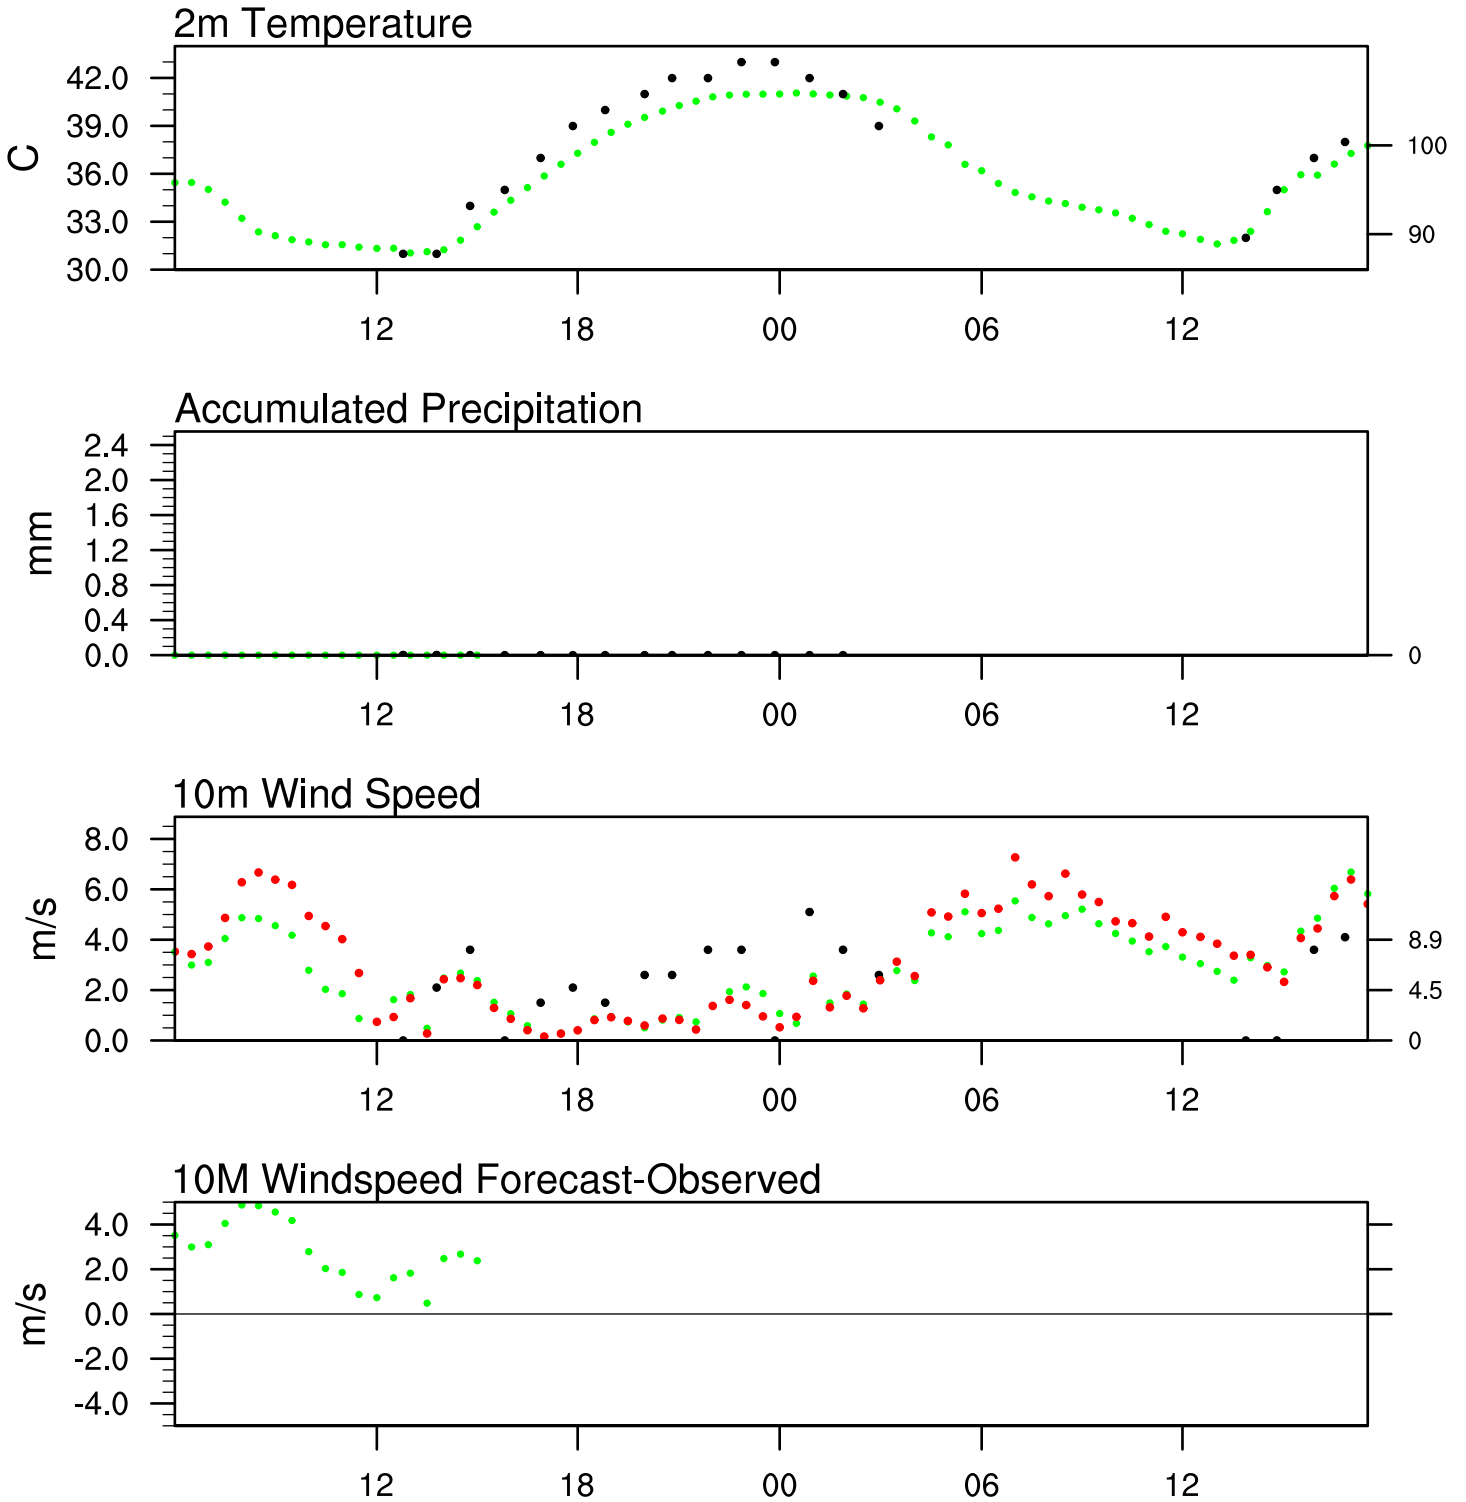 2m Temperature
42.0
39.0
36.0
33.0
30.0
C
100
90
12 18 00 06 12
Accumulated Precipitation
2.4
2.0
1.6
1.2
0.8
0.4
0.0
mm
0
12 18 00 06 12
10m Wind Speed
8.0
6.0
4.0
2.0
0.0
m/s
8.9
4.5
0
12 18 00 06 12
10M Windspeed Forecast-Observed
4.0
2.0
0.0
-2.0
-4.0
m/s
12 18 00 06 12